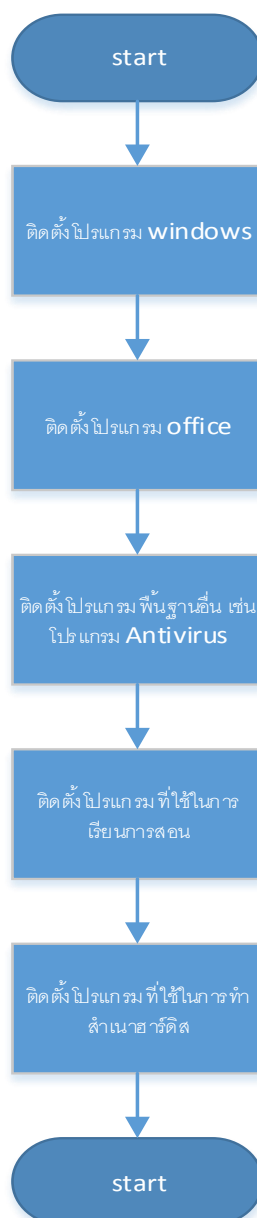 start
ติดตั้งโปรแกรม windows
ติดตั้งโปรแกรม office
ติดตั้งโปรแกรมพื้นฐานอื่น เช่น
โปรแกรม Antivirus
ติดตั้งโปรแกรมที่ใช้ในการ
เรียนการสอน
ติดตั้งโปรแกรมที่ใช้ในการทำ
สำเนาฮาร์ดิส
start